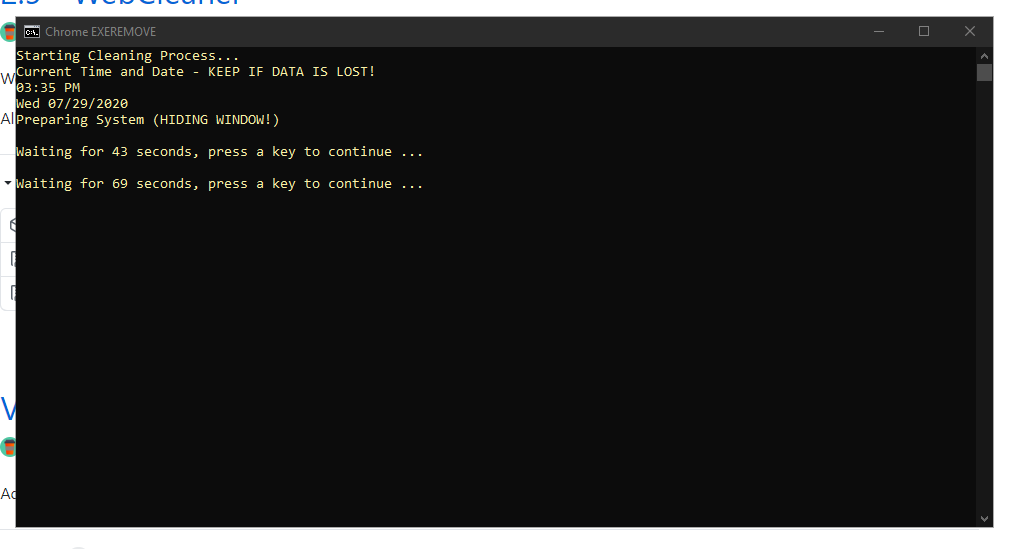 Chrome EXEREMOVE
Starting Cleaning Process...
Current Time and Date - KEEP IF DATA IS LOST!
03:35 PM
Wed 07/29/2020
Preparing System (HIDING WINDOW!)
Waiting for 43 seconds, press a key to continue ...
Waiting for 69 seconds, press a key to continue ...